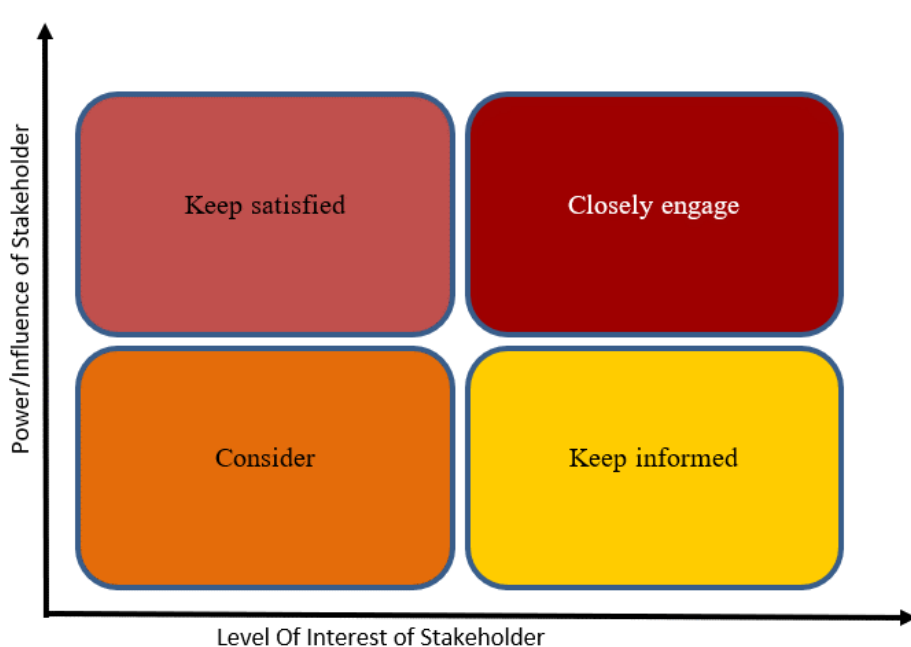 Power/Influence of Stakeholder
Keep satisfied
Closely engage
Consider
Keep informed
Level Of Interest of Stakeholder